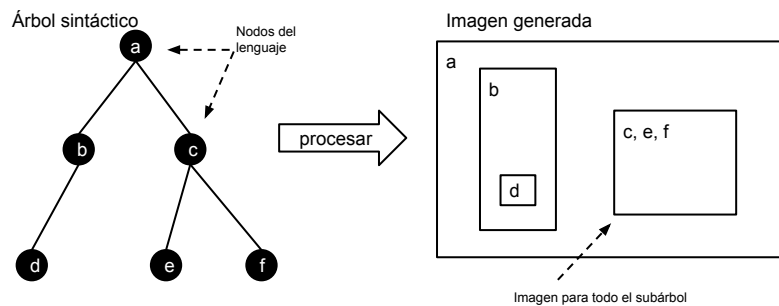 Árbol sintáctico
Nodos del
lenguaje
a
b
c
d
e
f
procesar
Imagen generada
a
b
c, e, f
d
Imagen para todo el subárbol